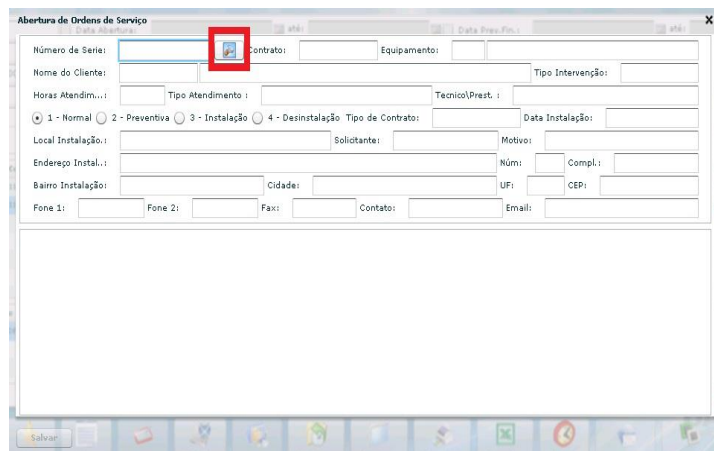 Abertura de Ordens de Serviço X
Data Abertura: até: Data Prev.Fin.: até:
Número de Serie: Contrato: Equipamento:
Nome do Cliente: Tipo Intervenção:
Horas Atendim...: Tipo Atendimento : Tecnico\Prest. :
1 - Normal 2 - Preventiva 3 - Instalação 4 - Desinstalação Tipo de Contrato: Data Instalação:
Local Instalação.: Solicitante: Motivo:
Endereço Instal..: Núm: Compl.:
Bairro Instalação: Cidade: UF: CEP:
Fone 1: Fone 2: Fax: Contato: Email:
Salvar